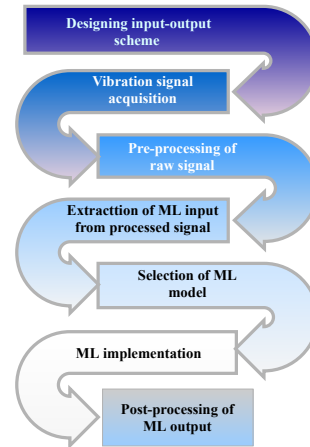 Designing input-output
scheme
Vibration signal
acquisition
Pre-processing of
raw signal
Extracttion of ML input
from processed signal
Selection of ML
model
ML implementation
Post-processing of
ML output